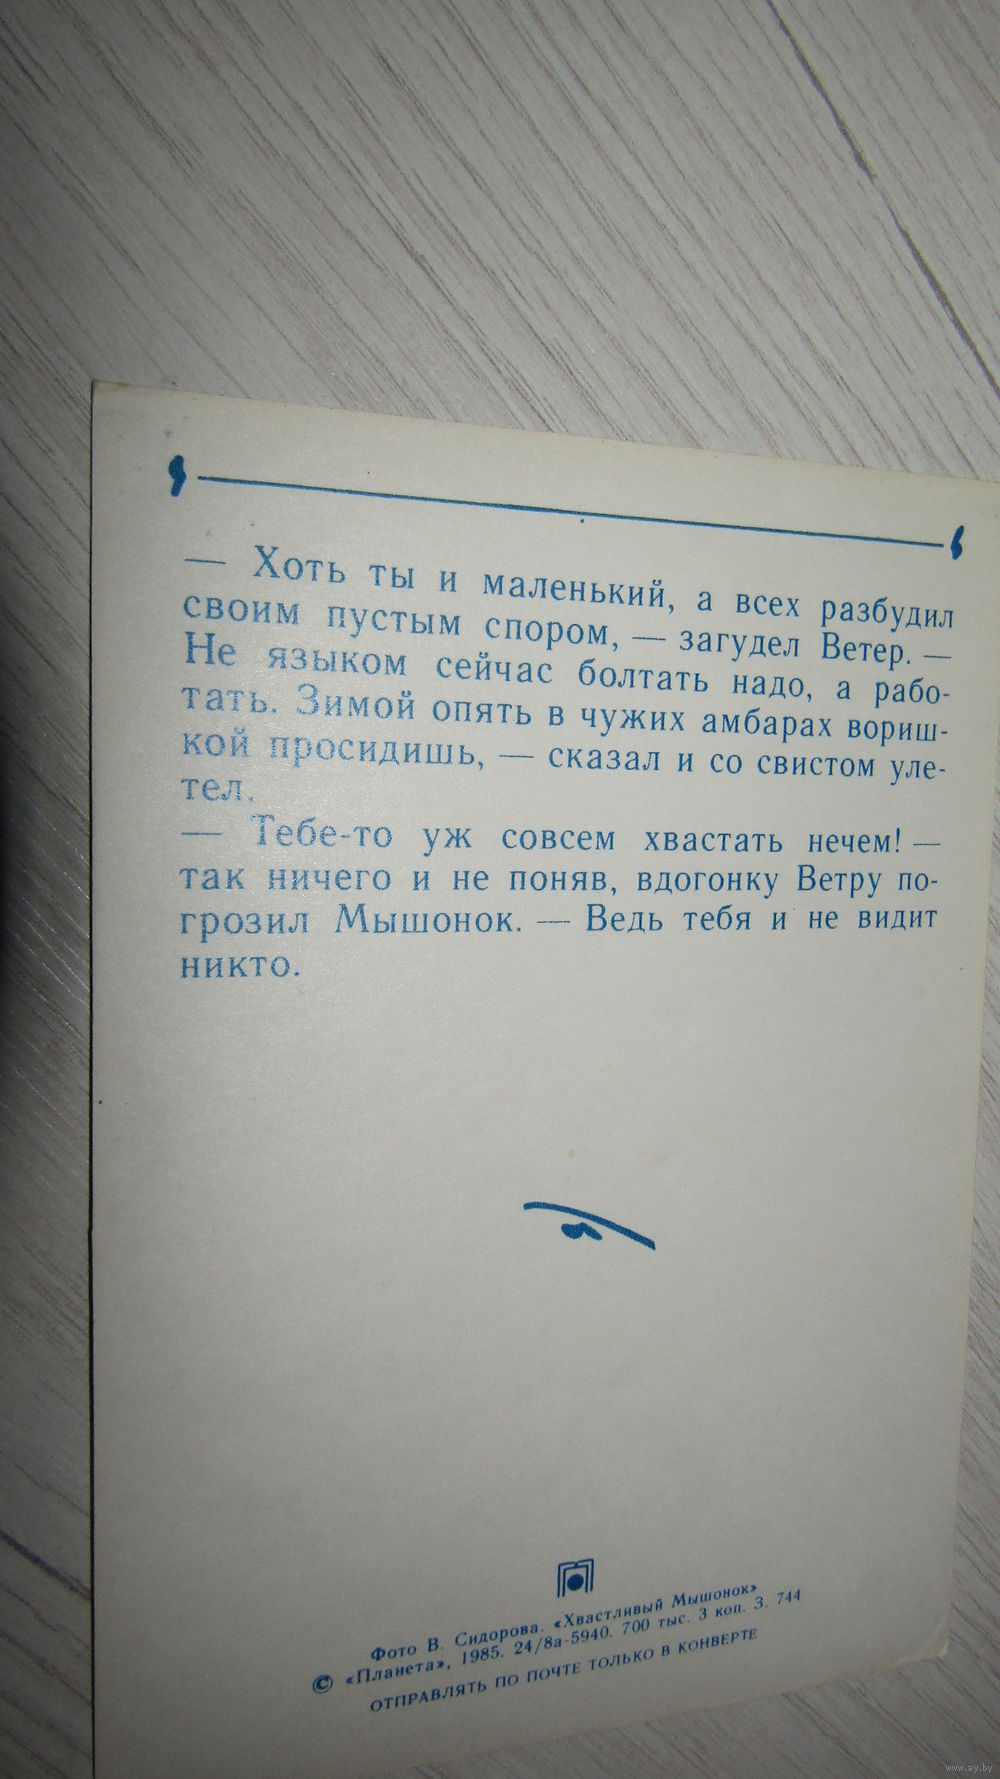 — Хоть ты и маленький, а всех разбудил
своим пустым спором, — загудел Ветер. —
Не языком сейчас болтать надо, а рабо-
тать. Зимой опять в чужих амбарах вориш-
кой просидишь, — сказал и со свистом уле-
тел.
— Тебе-то уж совсем хвастать нечем! —
так ничего и не поняв, вдогонку Ветру по-
грозил Мышонок. — Ведь тебя и не видит
никто.
Фото В. Сидорова. «Хвастливый Мышонок»
© «Планета», 1985. 24/8а-5940. 700 тыс. 3 коп. З. 744
ОТПРАВЛЯТЬ ПО ПОЧТЕ ТОЛЬКО В КОНВЕРТЕ
www.ay.by